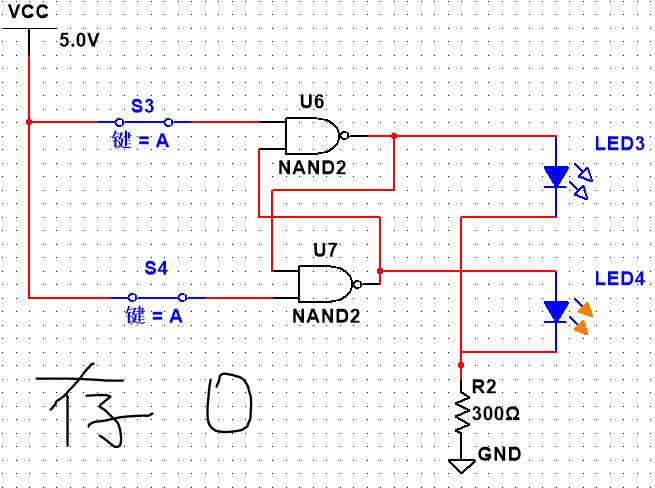 VCC
5.0V
S3
键 = A
U6
NAND2
LED3
S4
键 = A
U7
NAND2
LED4
存 0
R2
300Ω
GND